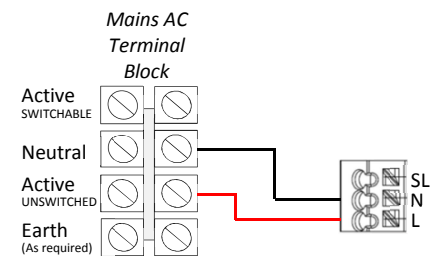 Mains AC
Terminal
Block
Active
SWITCHABLE
Neutral
Active
UNSWITCHED
Earth
(As required)
SL
N
L